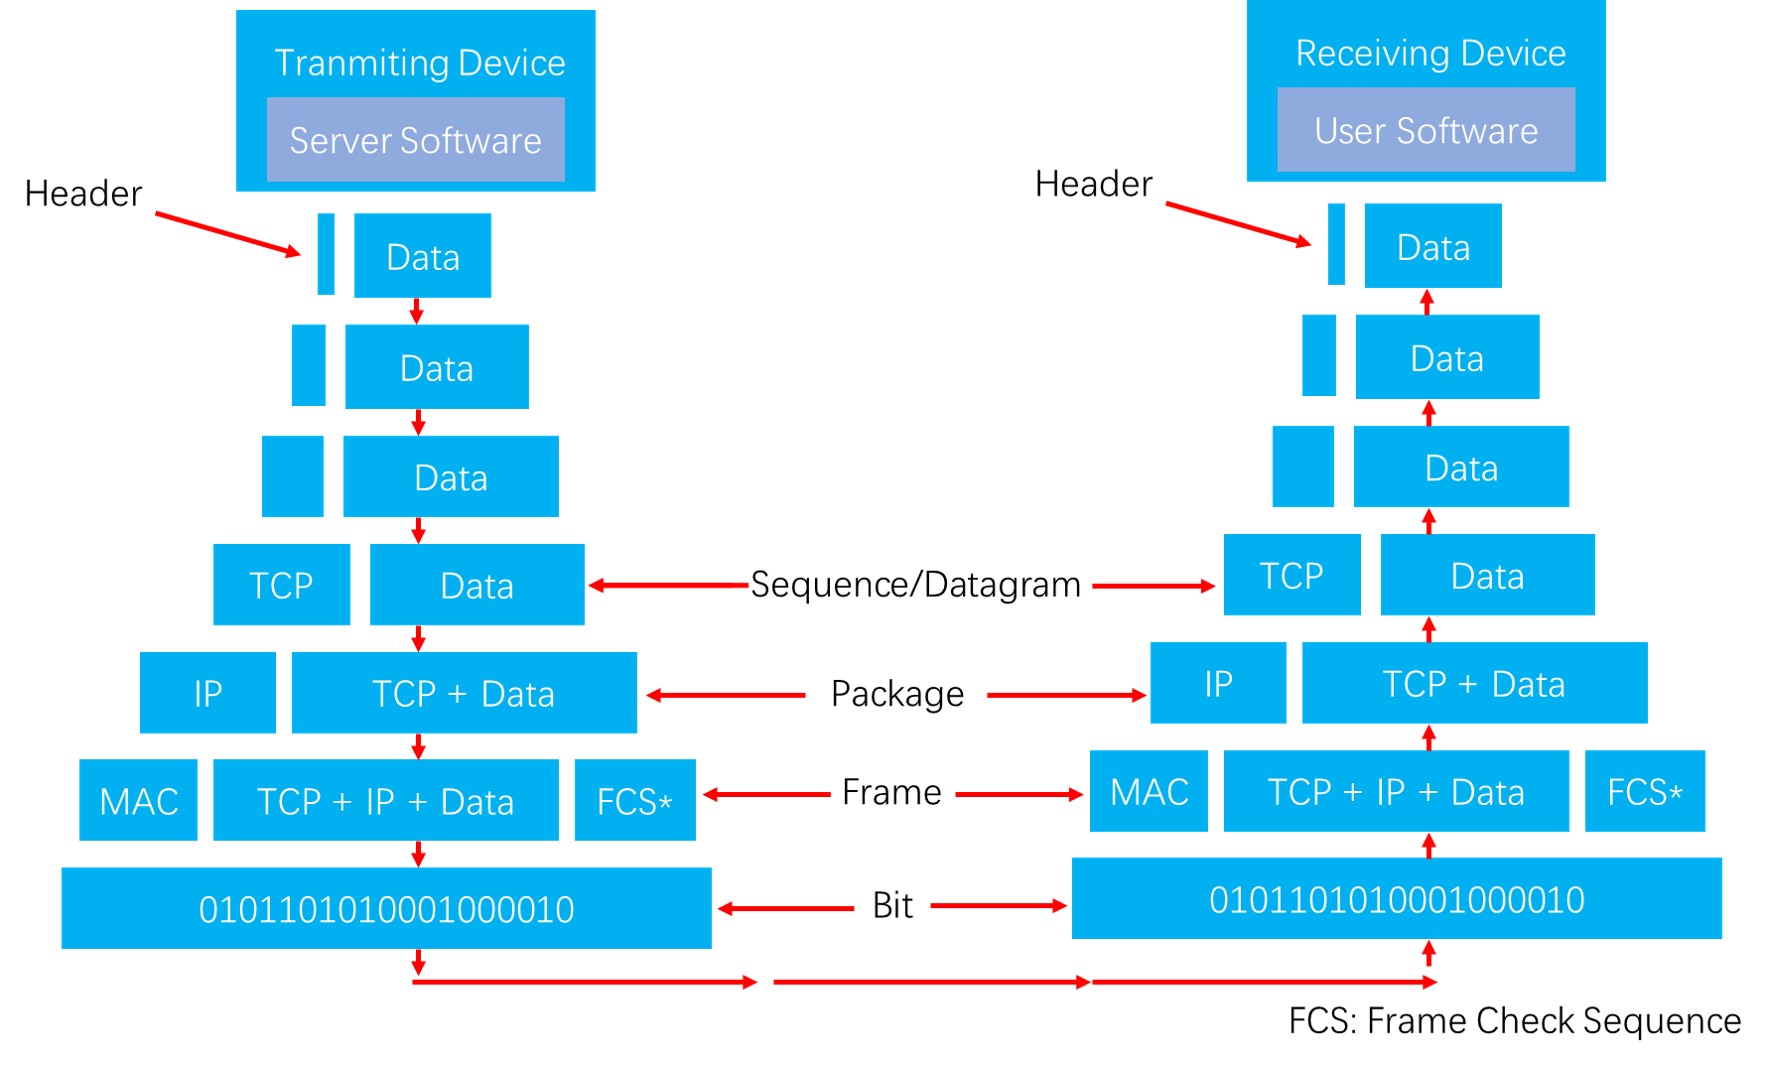 Tranmiting Device
Server Software
Header
Data
Data
Data
TCP
Data
IP
TCP + Data
MAC
TCP + IP + Data
FCS*
0101101010001000010
Sequence/Datagram
Package
Frame
Bit
Receiving Device
User Software
Header
Data
Data
Data
TCP
Data
IP
TCP + Data
MAC
TCP + IP + Data
FCS*
0101101010001000010
FCS: Frame Check Sequence